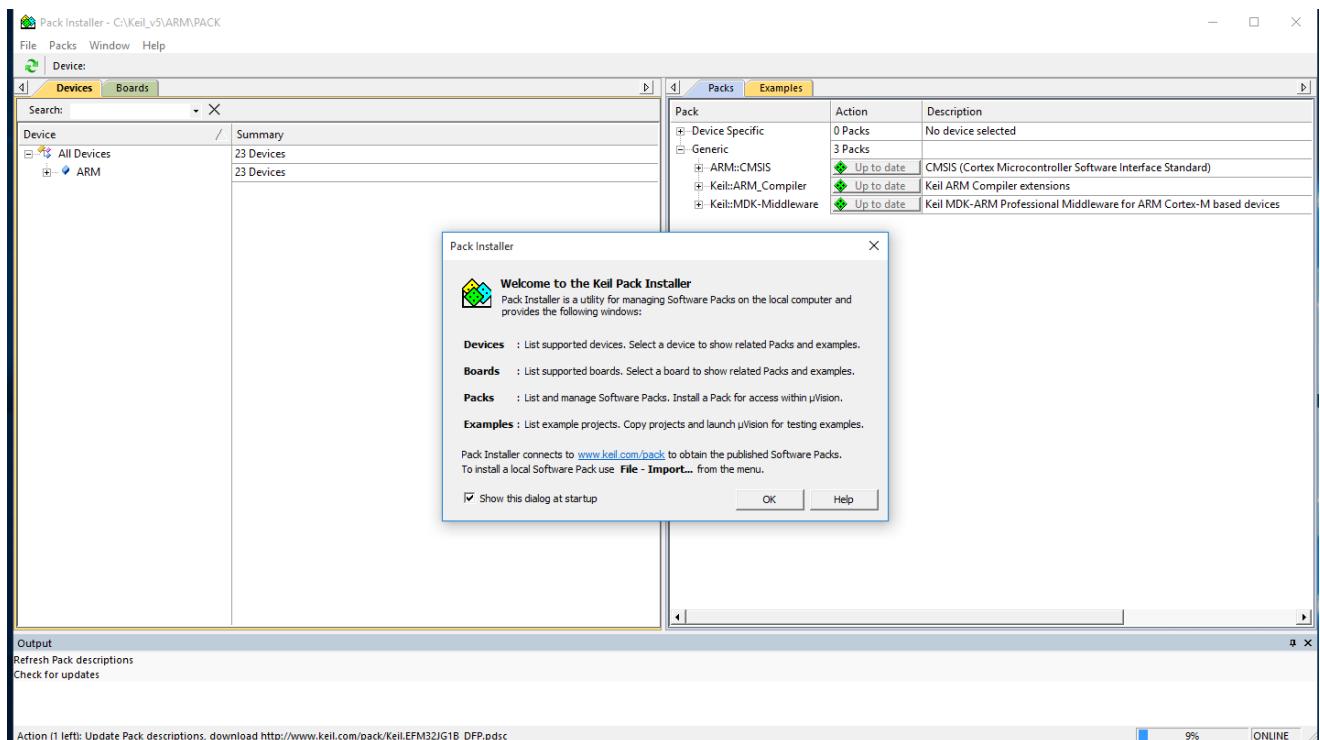 Pack Installer - C:\Keil_v5\ARM\PACK
File Packs Window Help
Device:
Devices Boards
Packs Examples
Search:
Device / Summary
All Devices 23 Devices
ARM 23 Devices
Pack Action Description
Device Specific 0 Packs No device selected
Generic 3 Packs
ARM::CMSIS Up to date CMSIS (Cortex Microcontroller Software Interface Standard)
Keil::ARM_Compiler Up to date Keil ARM Compiler extensions
Keil::MDK-Middleware Up to date Keil MDK-ARM Professional Middleware for ARM Cortex-M based devices
Pack Installer
Welcome to the Keil Pack Installer
Pack Installer is a utility for managing Software Packs on the local computer and
provides the following windows:
Devices : List supported devices. Select a device to show related Packs and examples.
Boards : List supported boards. Select a board to show related Packs and examples.
Packs : List and manage Software Packs. Install a Pack for access within µVision.
Examples : List example projects. Copy projects and launch µVision for testing examples.
Pack Installer connects to www.keil.com/pack to obtain the published Software Packs.
To install a local Software Pack use File - Import... from the menu.
Show this dialog at startup
OK Help
Output
Refresh Pack descriptions
Check for updates
Action (1 left): Update Pack descriptions, download http://www.keil.com/pack/Keil.EFM32JG1B_DFP.pdsc
9% ONLINE